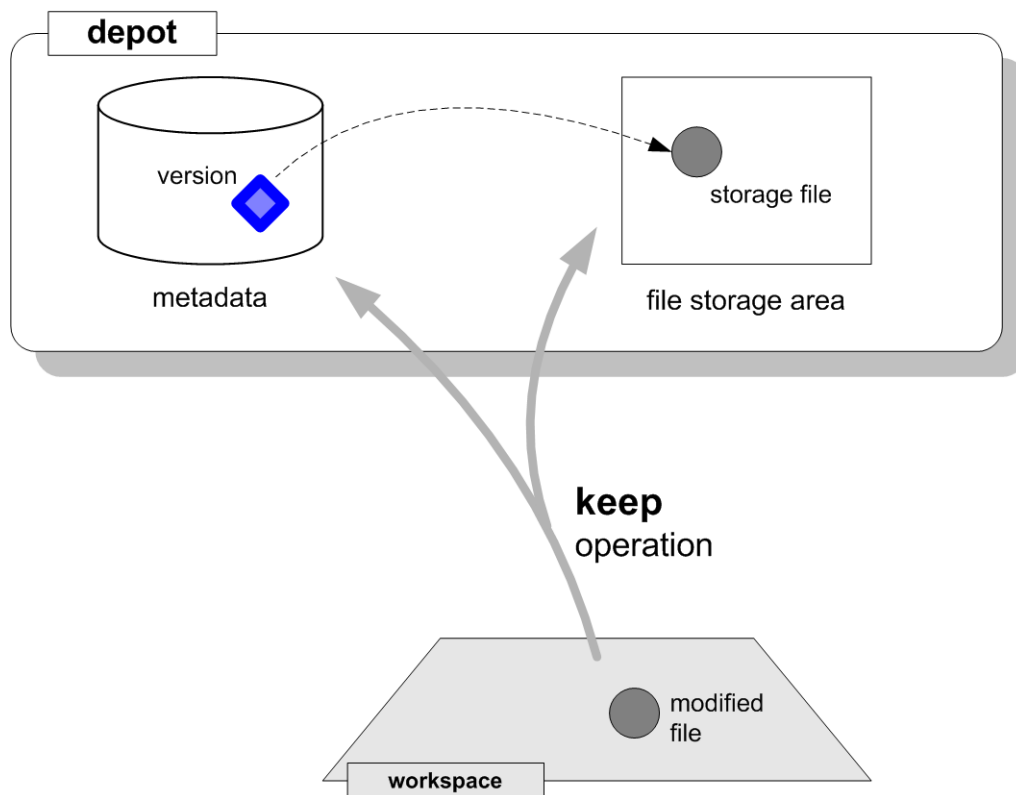 depot
version
storage file
metadata
file storage area
keep
operation
modified
file
workspace